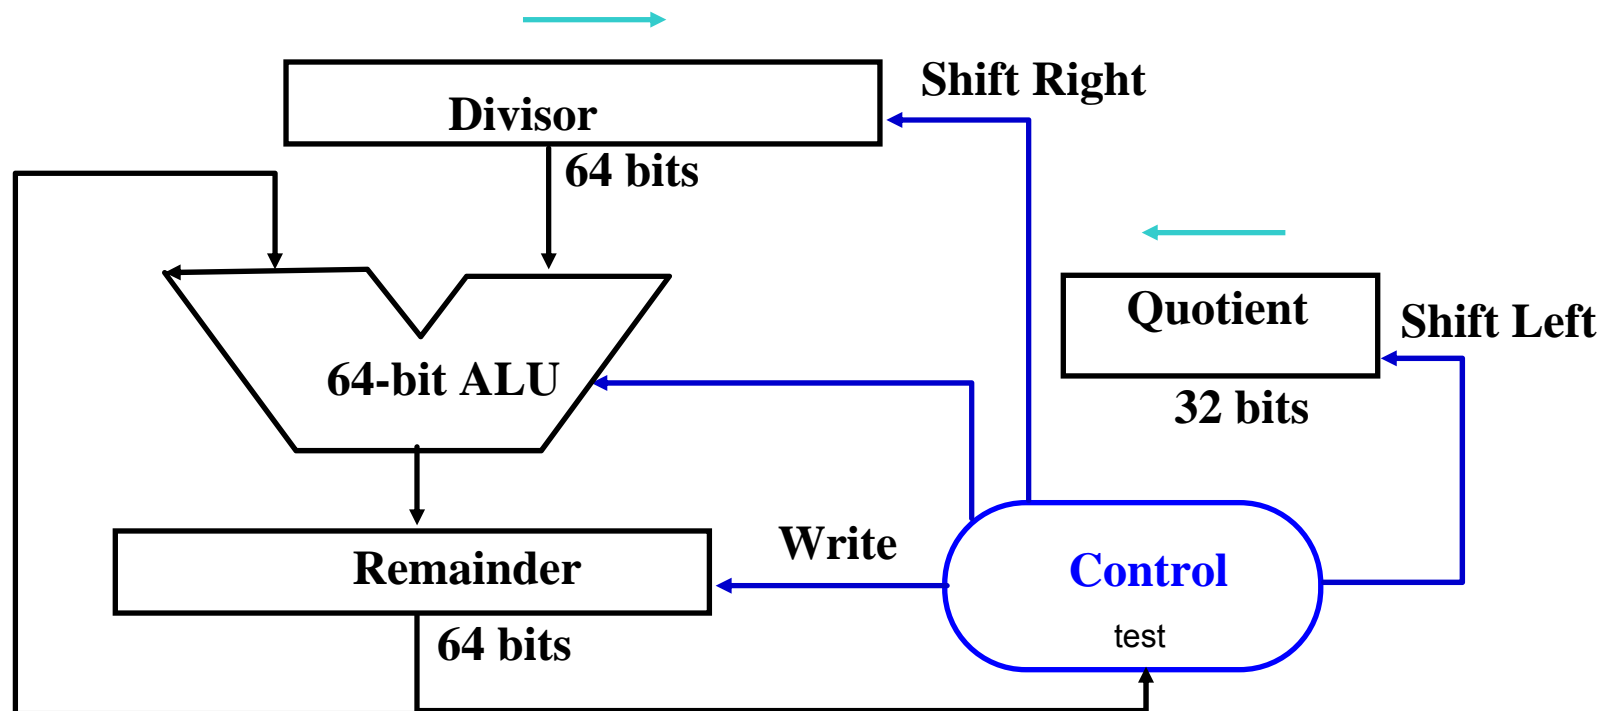 Shift Right
Divisor
64 bits
Quotient
Shift Left
64-bit ALU
32 bits
Write
Remainder
Control
test
64 bits